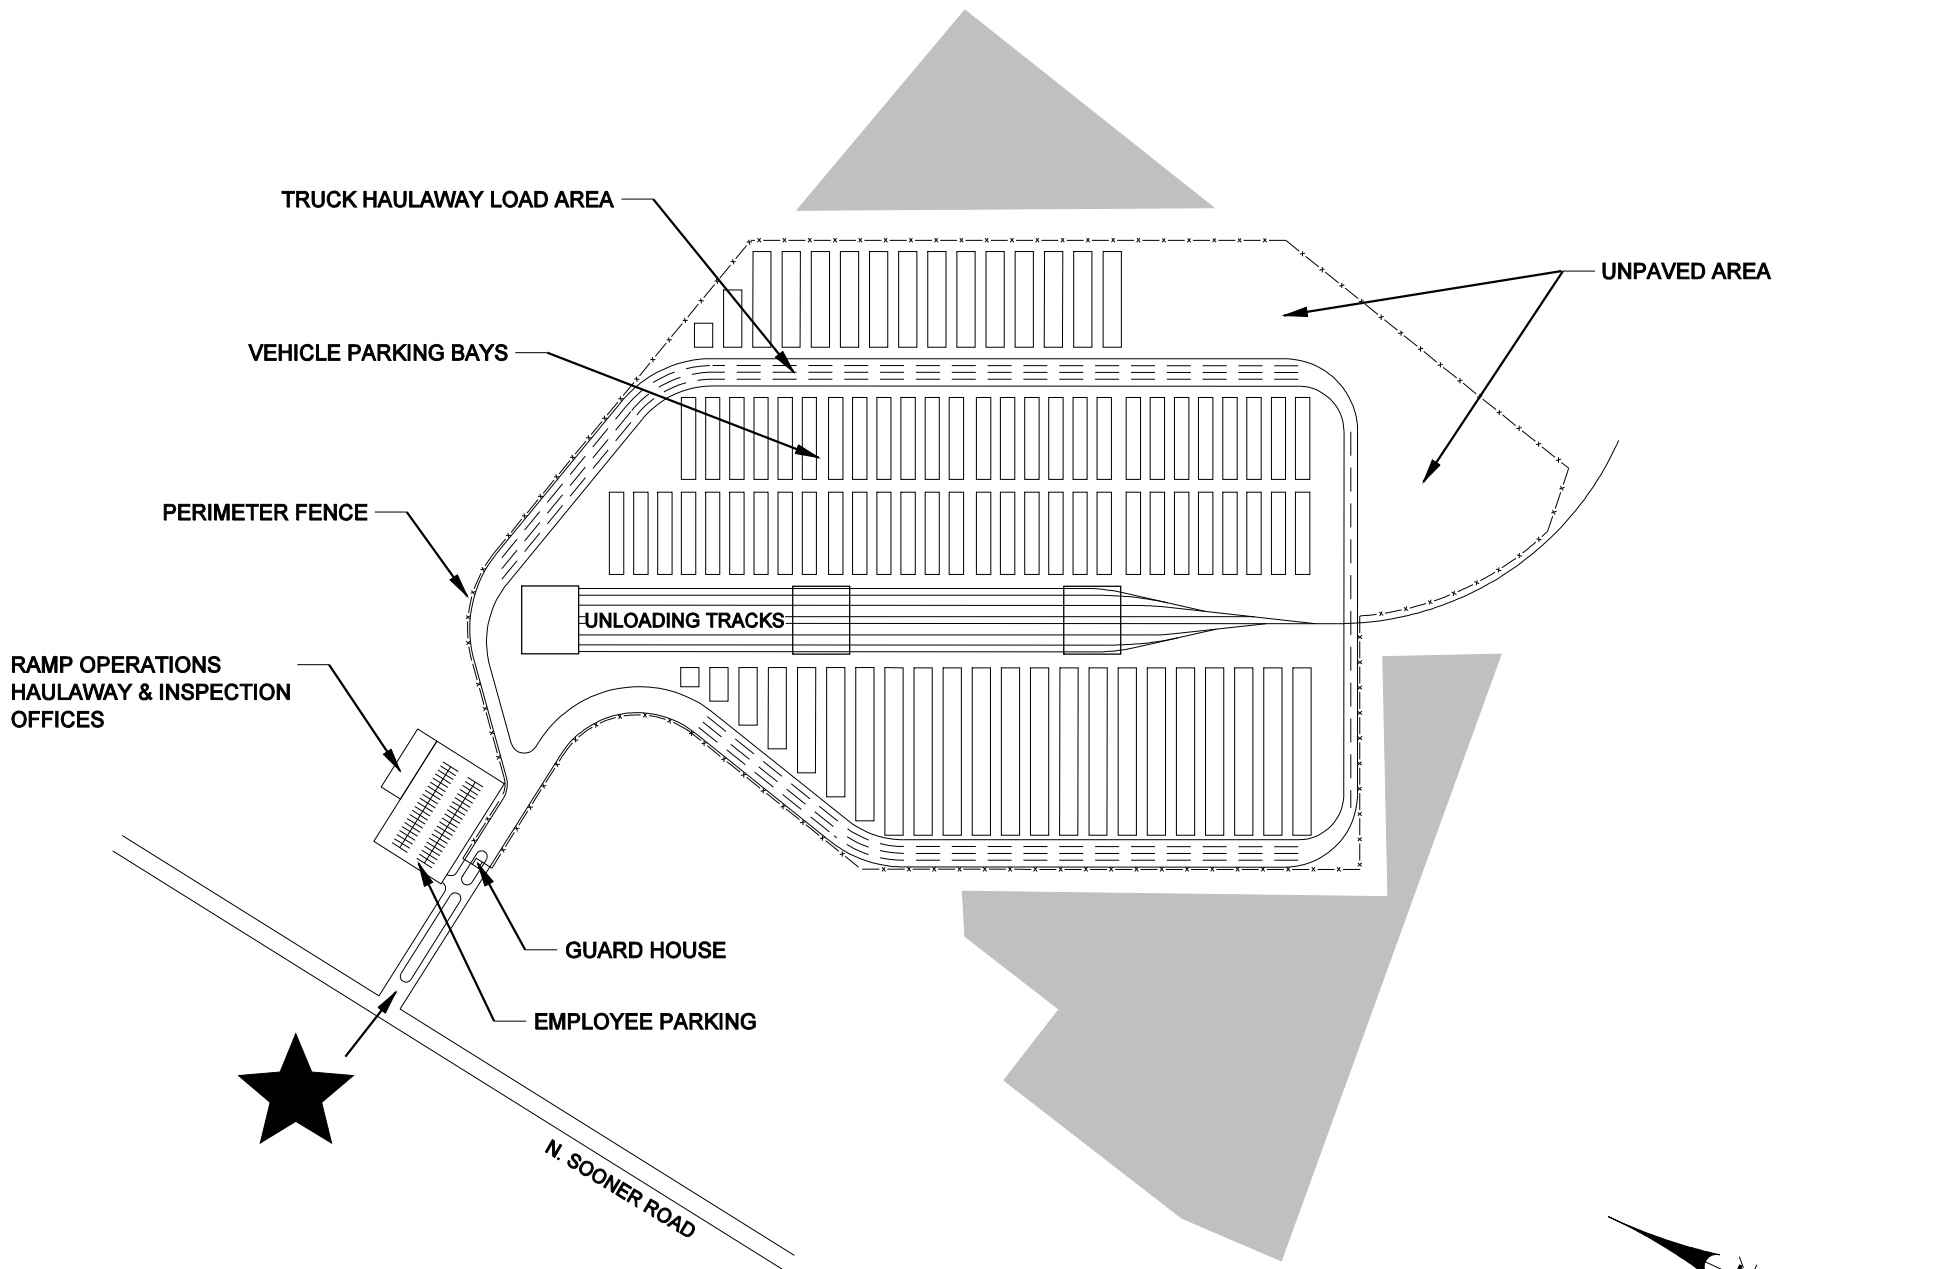 TRUCK HAULAWAY LOAD AREA
UNPAVED AREA
VEHICLE PARKING BAYS
PERIMETER FENCE
UNLOADING TRACKS
RAMP OPERATIONS
HAULAWAY & INSPECTION
OFFICES
GUARD HOUSE
EMPLOYEE PARKING
N. SOONER ROAD